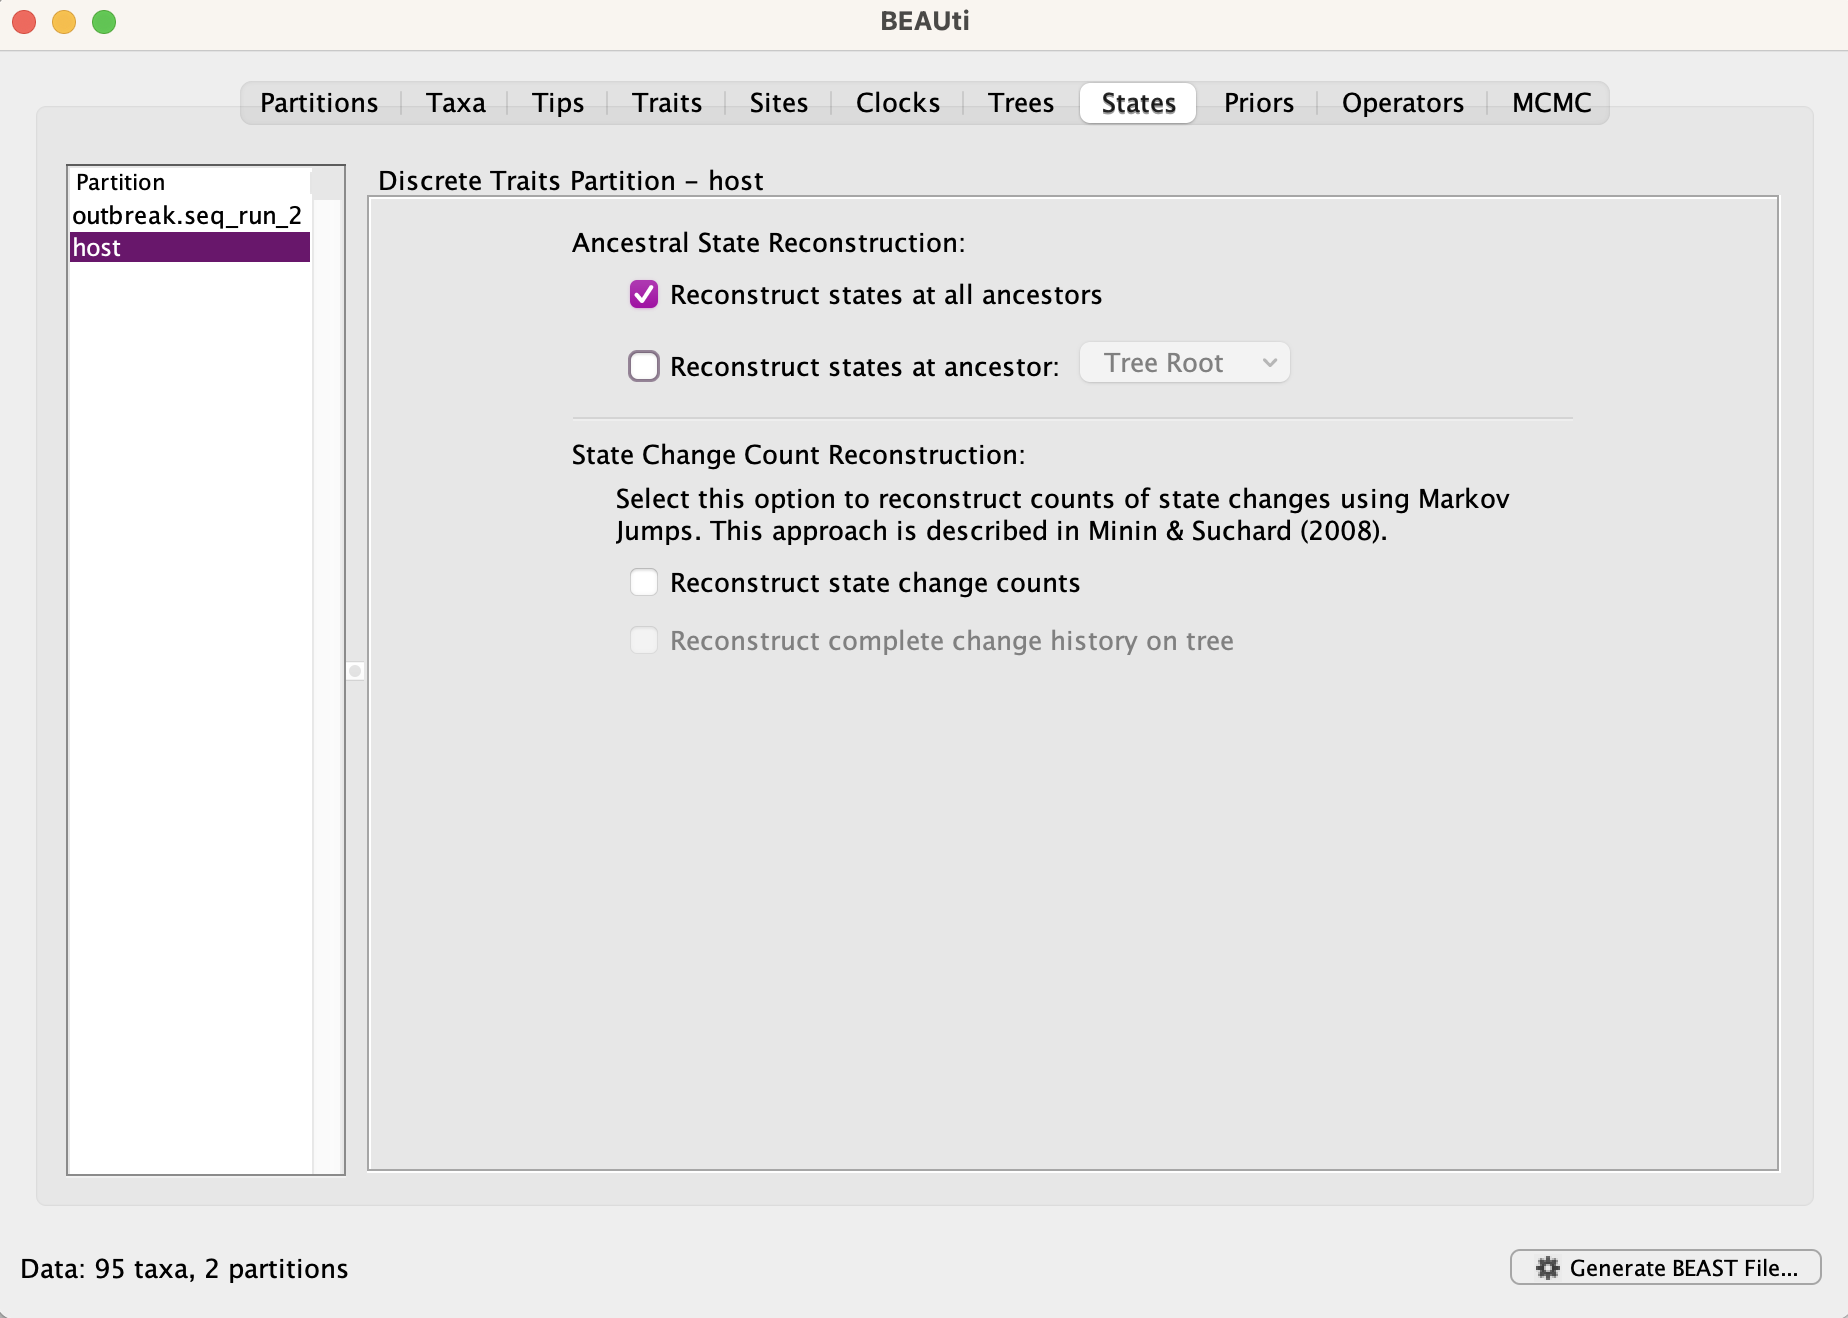 BEAUti
Partitions Taxa Tips Traits Sites Clocks Trees States Priors Operators MCMC
Partition
outbreak.seq_run_2
host
Discrete Traits Partition – host
Ancestral State Reconstruction:
Reconstruct states at all ancestors
Reconstruct states at ancestor: Tree Root
State Change Count Reconstruction:
Select this option to reconstruct counts of state changes using Markov
Jumps. This approach is described in Minin & Suchard (2008).
Reconstruct state change counts
Reconstruct complete change history on tree
Data: 95 taxa, 2 partitions
Generate BEAST File...